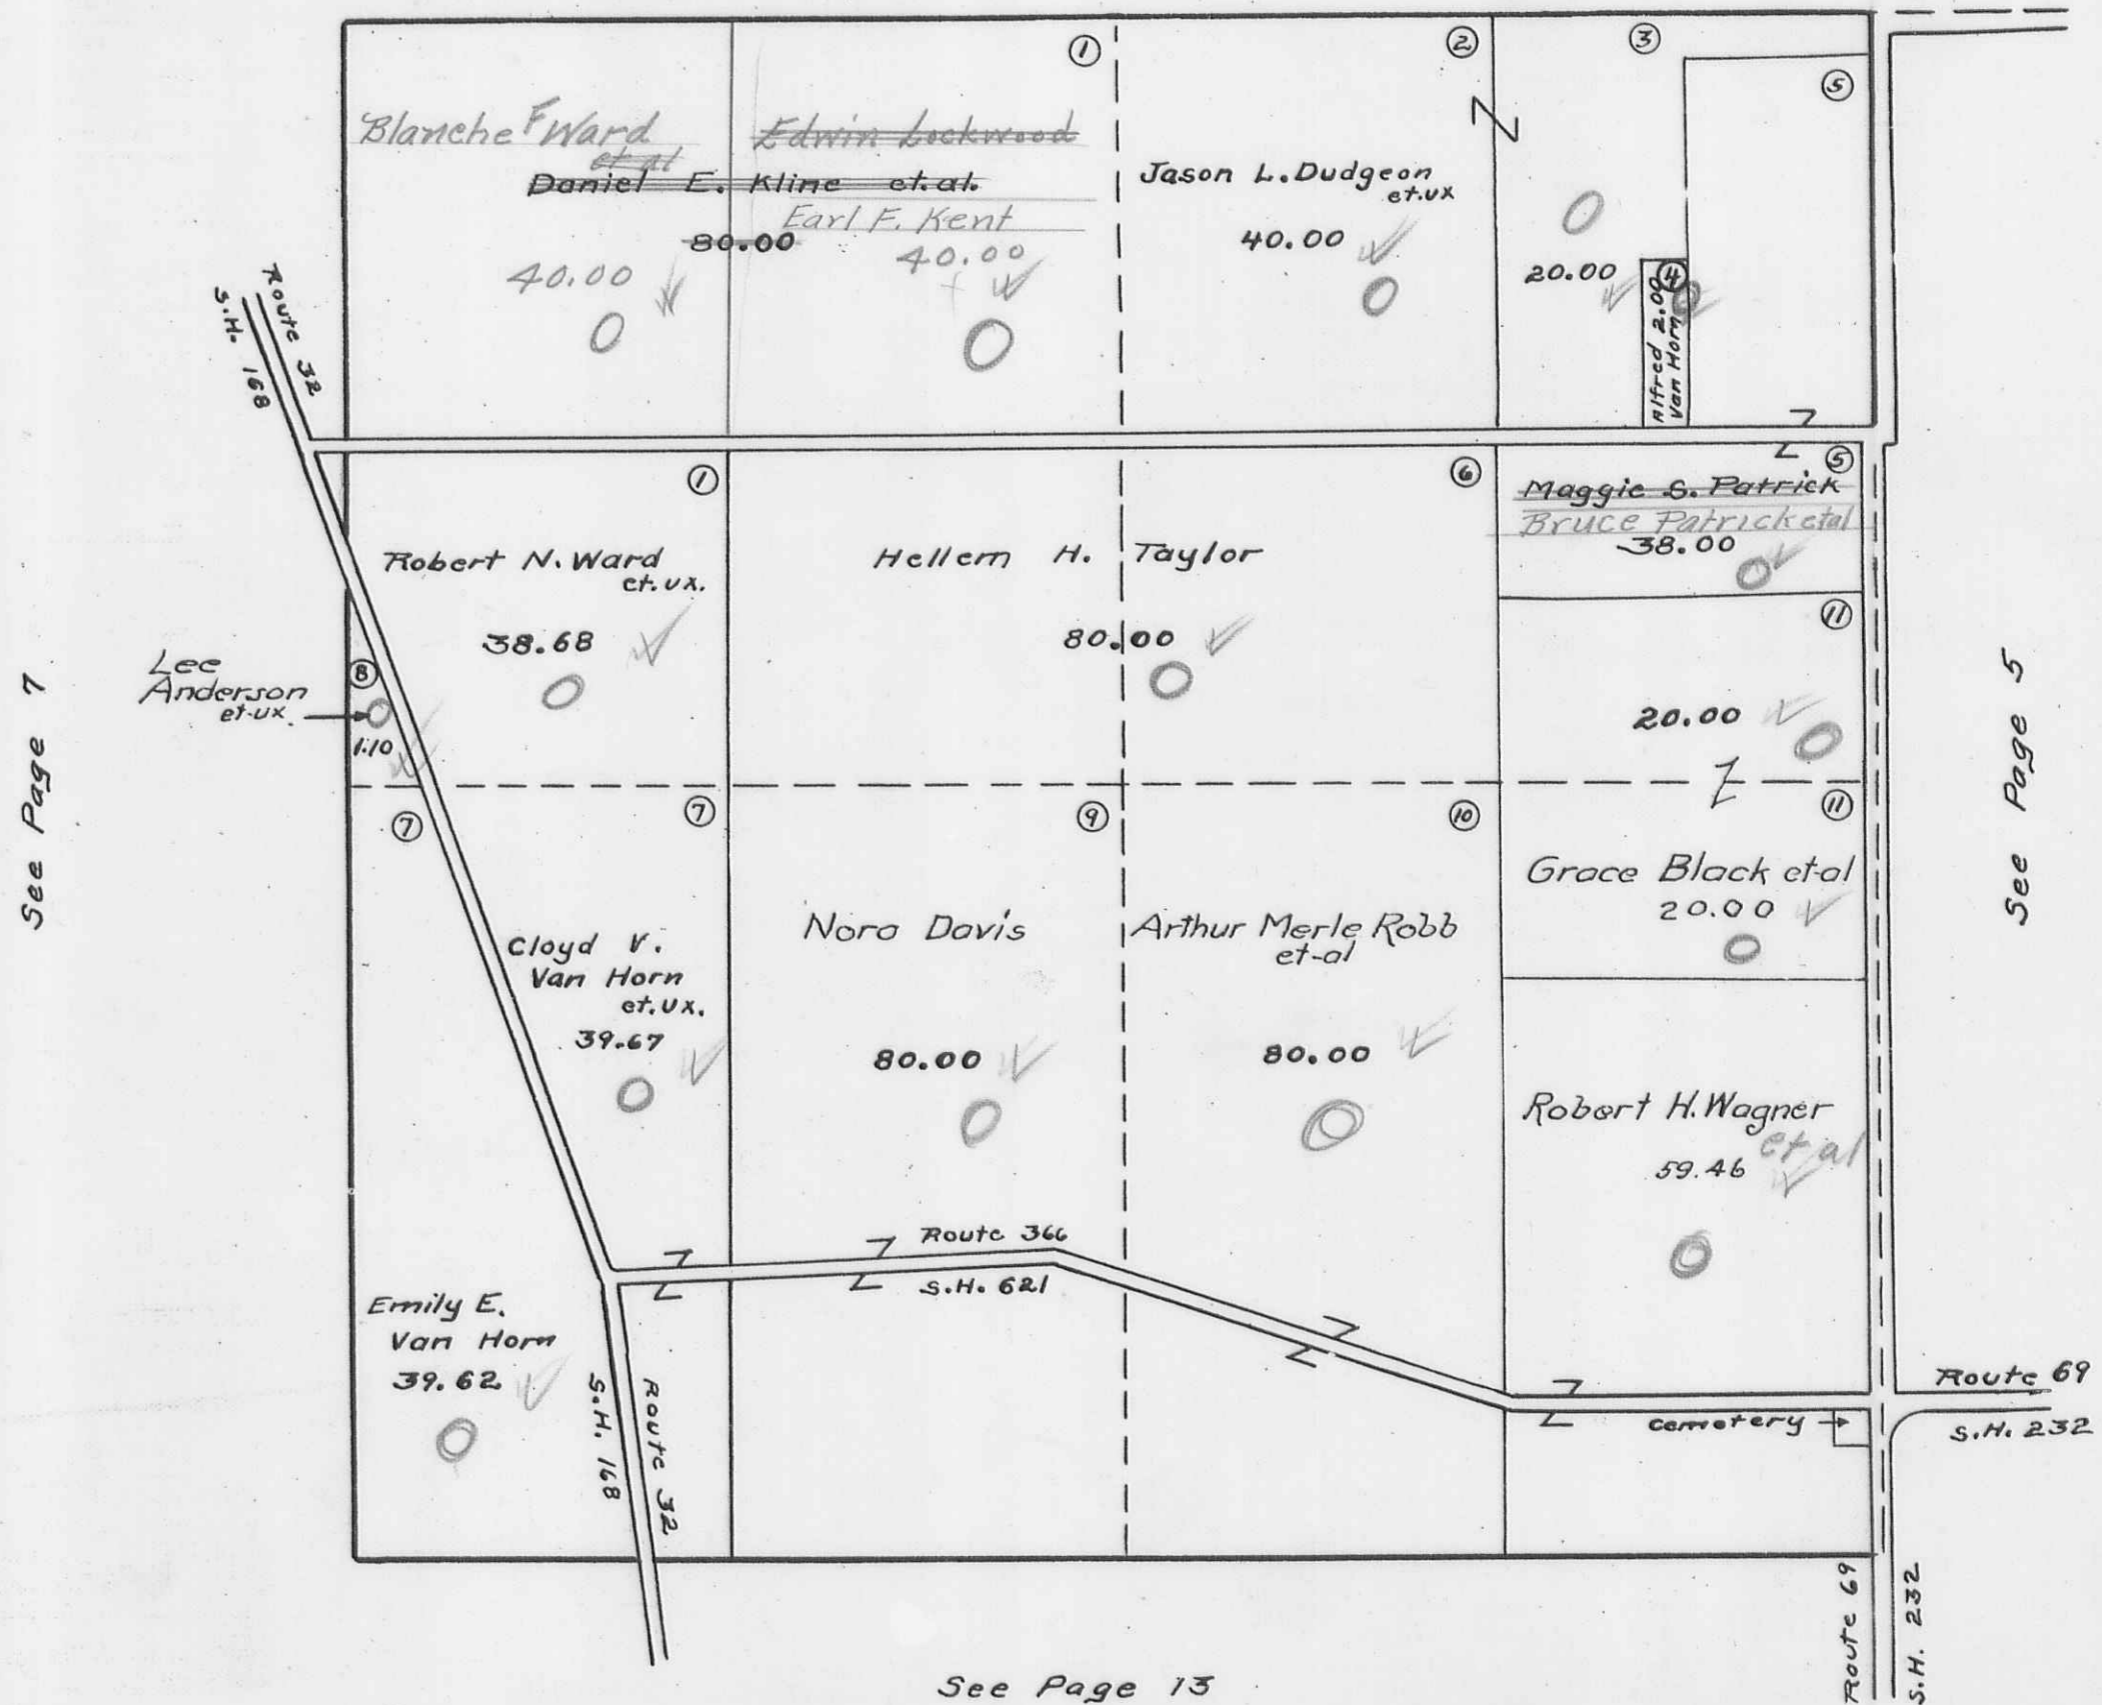 ①
②
③
⑤
Blanche F Ward
et al
Edwin Lockwood
Daniel E. Kline et.al.
Earl F. Kent
80.00
40.00
40.00
Jason L. Dudgeon
et.ux
40.00
20.00
④
Alfred 2.00
Van Horn
Route 32
S.H. 168
①
Robert N. Ward
et.ux.
38.68
⑥
Hellem H. Taylor
80.00
⑤
Maggie S. Patrick
Bruce Patrick etal
38.00
⑪
20.00
Lee
Anderson
et-ux.
⑧
1.10
See Page 7
See Page 5
⑦
⑦
Cloyd V.
Van Horn
et.ux.
39.67
⑨
Nora Davis
80.00
⑩
Arthur Merle Robb
et-al
80.00
⑪
Grace Black et-al
20.00
Robert H. Wagner
et al
59.46
Route 366
S.H. 621
Emily E.
Van Horn
39.62
S.H. 168
Route 32
Cemetery
Route 69
S.H. 232
Route 69
S.H. 232
See Page 13